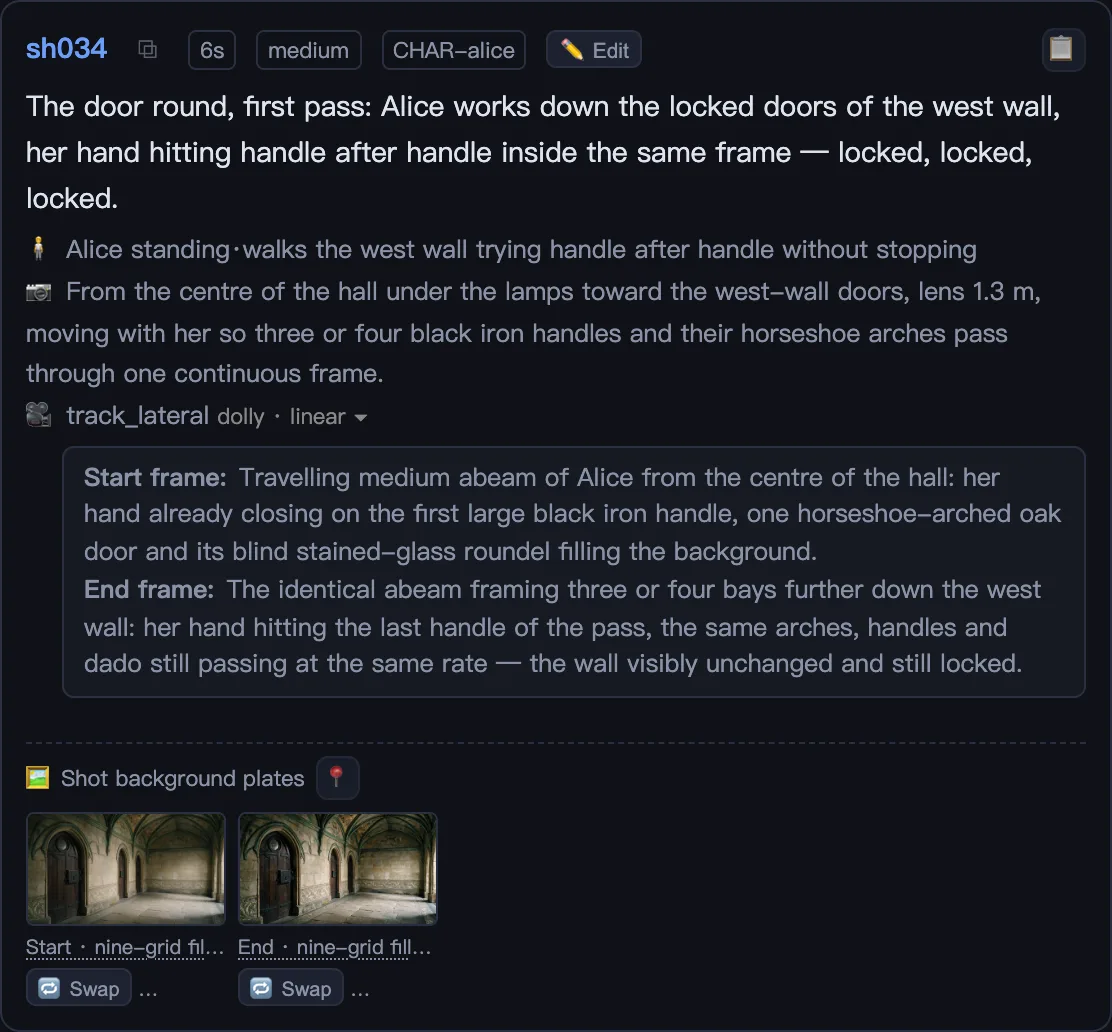 sh034 6s medium CHAR-alice Edit
The door round, first pass: Alice works down the locked doors of the west wall,
her hand hitting handle after handle inside the same frame — locked, locked,
locked.
Alice standing·walks the west wall trying handle after handle without stopping
From the centre of the hall under the lamps toward the west-wall doors, lens 1.3 m,
moving with her so three or four black iron handles and their horseshoe arches pass
through one continuous frame.
track_lateral dolly · linear
Start frame: Travelling medium abeam of Alice from the centre of the hall: her
hand already closing on the first large black iron handle, one horseshoe-arched oak
door and its blind stained-glass roundel filling the background.
End frame: The identical abeam framing three or four bays further down the west
wall: her hand hitting the last handle of the pass, the same arches, handles and
dado still passing at the same rate — the wall visibly unchanged and still locked.
Shot background plates
Start · nine-grid fil... End · nine-grid fill...
Swap ... Swap ...